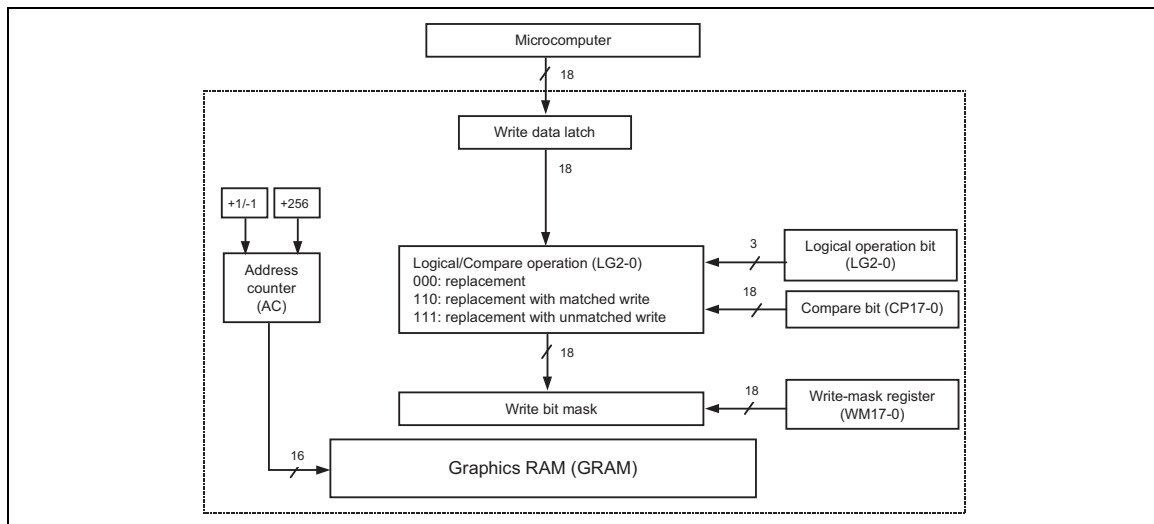 Microcomputer
18
Write data latch
18
+1/-1
+256
Address
counter
(AC)
Logical/Compare operation (LG2-0)
000: replacement
110: replacement with matched write
111: replacement with unmatched write
3
Logical operation bit
(LG2-0)
18
Compare bit (CP17-0)
18
Write bit mask
18
Write-mask register
(WM17-0)
16
Graphics RAM (GRAM)